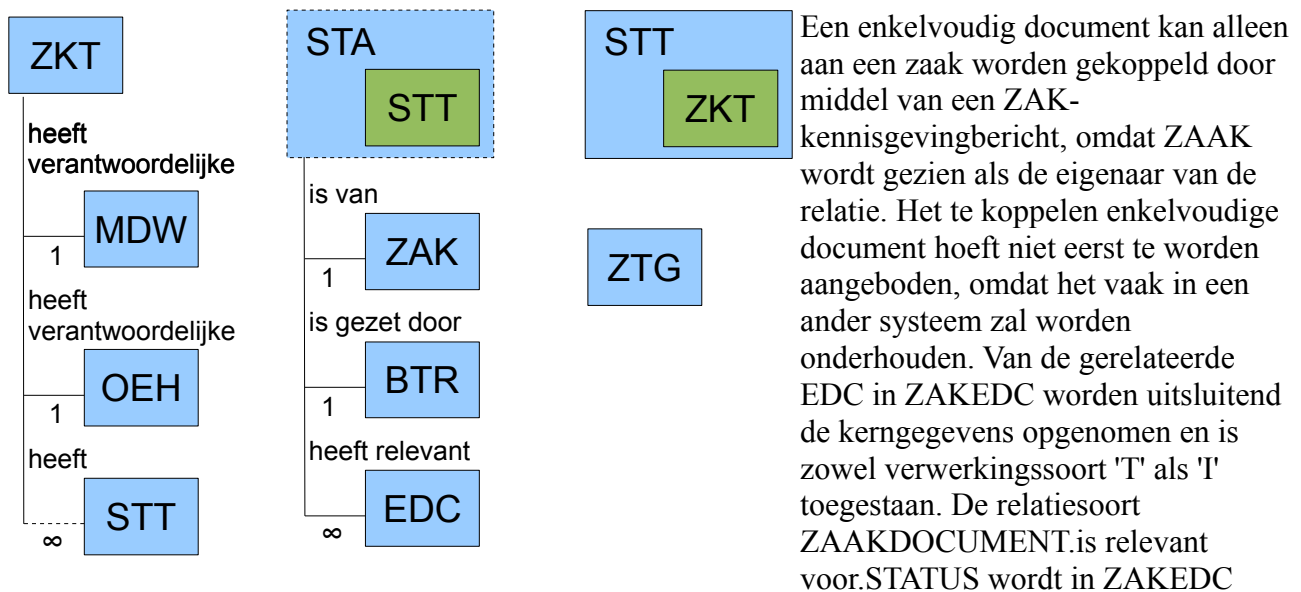 ZKT
heeft
verantwoordelijke
MDW
1
heeft
verantwoordelijke
OEH
1
heeft
STT
∞
STA
STT
is van
ZAK
1
is gezet door
BTR
1
heeft relevant
EDC
∞
STT
ZKT
ZTG
Een enkelvoudig document kan alleen
aan een zaak worden gekoppeld door
middel van een ZAK-
kennisgevingbericht, omdat ZAAK
wordt gezien als de eigenaar van de
relatie. Het te koppelen enkelvoudige
document hoeft niet eerst te worden
aangeboden, omdat het vaak in een
ander systeem zal worden
onderhouden. Van de gerelateerde
EDC in ZAKEDC worden uitsluitend
de kerngegevens opgenomen en is
zowel verwerkingssoort 'T' als 'I'
toegestaan. De relatiesoort
ZAAKDOCUMENT.is relevant
voor.STATUS wordt in ZAKEDC